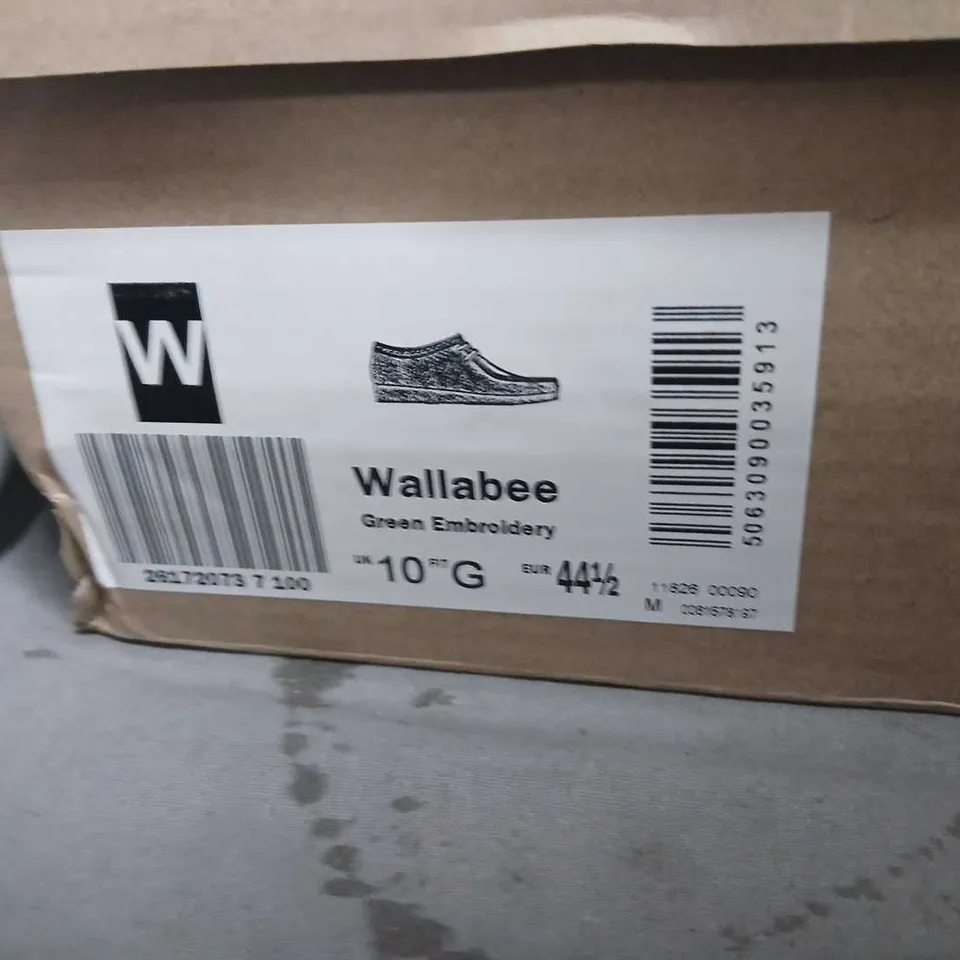 W
Wallabee
Green Embroidery
26172073 7 100
UK 10 FIT G EUR 44½
5063090035913
11826 00090
M